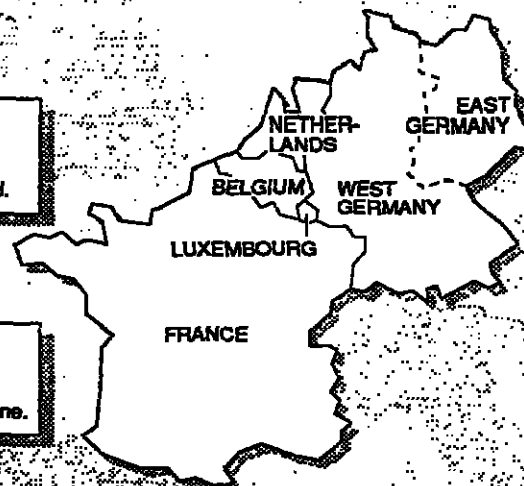 NETHER-
LANDS
EAST
GERMANY
BELGIUM
WEST
GERMANY
LUXEMBOURG
FRANCE